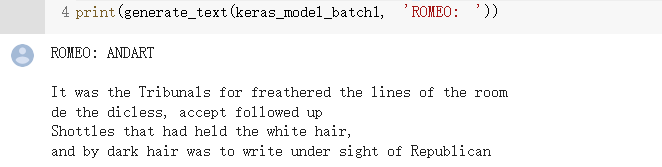 4 print(generate_text(keras_model_batch1, 'ROMEO: '))
ROMEO: ANDART
It was the Tribunals for freathered the lines of the room
de the dicless, accept followed up
Shottles that had held the white hair,
and by dark hair was to write under sight of Republican